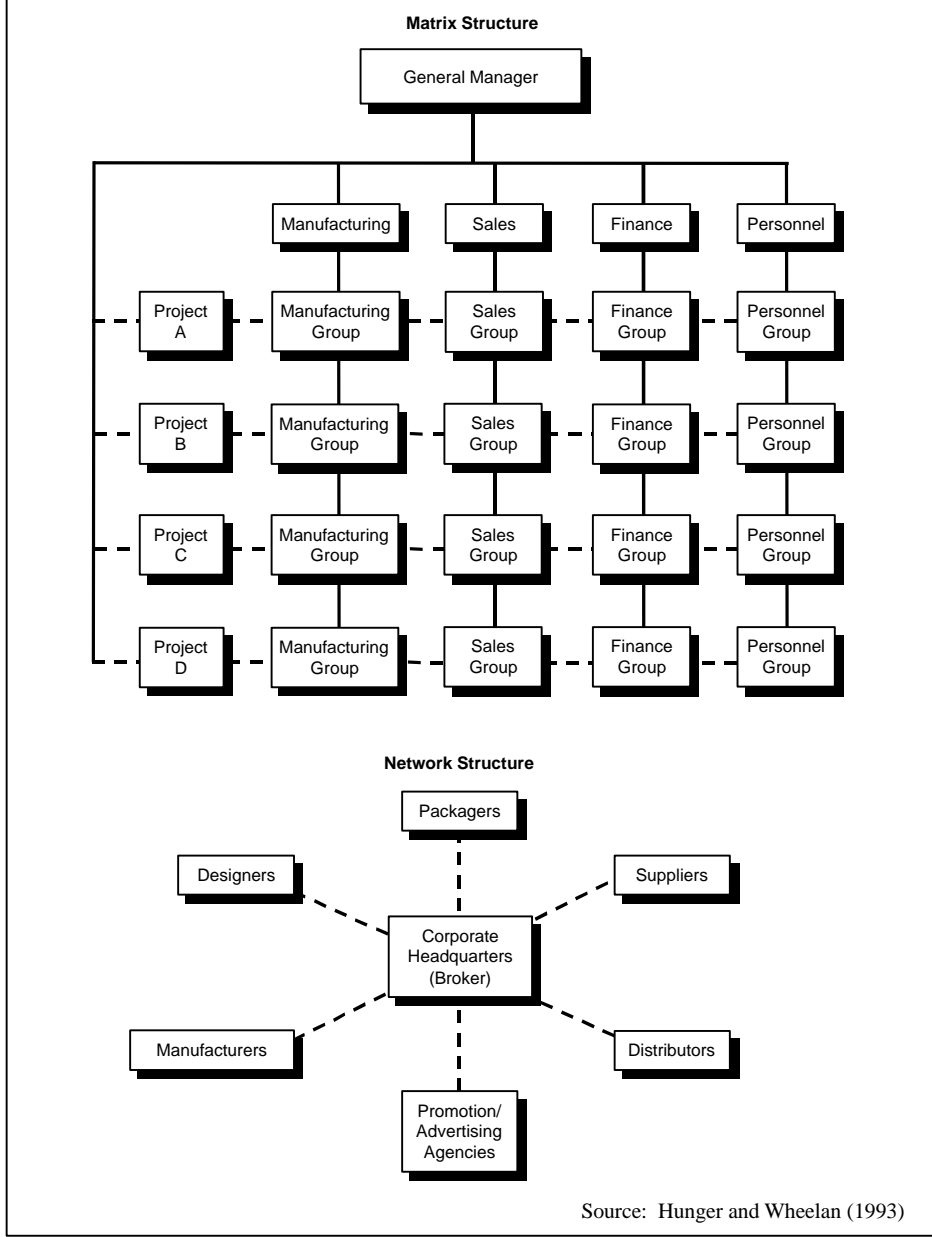 Matrix Structure
General Manager
Manufacturing
Sales
Finance
Personnel
Project
A
Manufacturing
Group
Sales
Group
Finance
Group
Personnel
Group
Project
B
Manufacturing
Group
Sales
Group
Finance
Group
Personnel
Group
Project
C
Manufacturing
Group
Sales
Group
Finance
Group
Personnel
Group
Project
D
Manufacturing
Group
Sales
Group
Finance
Group
Personnel
Group
Network Structure
Packagers
Designers
Suppliers
Corporate
Headquarters
(Broker)
Manufacturers
Distributors
Promotion/
Advertising
Agencies
Source: Hunger and Wheelan (1993)